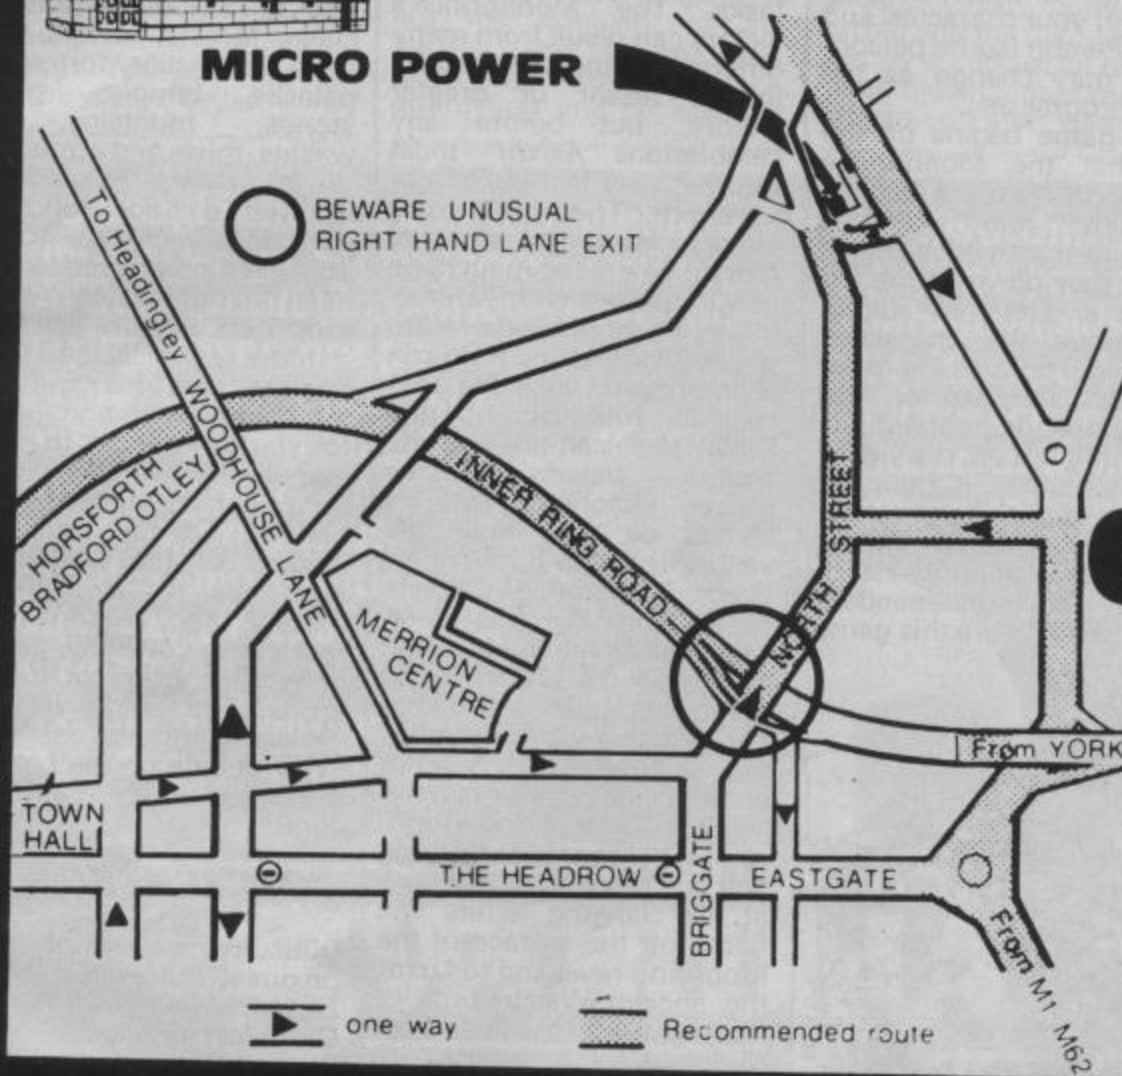 MICRO POWER
BEWARE UNUSUAL
RIGHT HAND LANE EXIT
To Headingley
WOODHOUSE LANE
HORSFORTH
BRADFORD OTLEY
INNER RING ROAD
NORTH STREET
MERRION
CENTRE
From YORK
TOWN
HALL
THE HEADROW
BRIGGATE
EASTGATE
From M1 M62
one way
Recommended route